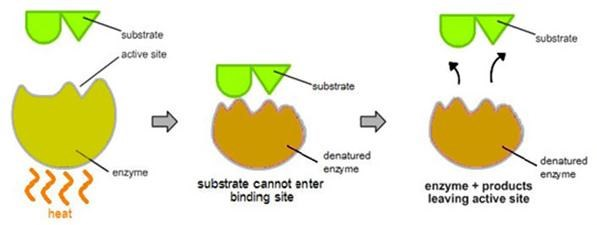 substrate
active site
enzyme
heat
substrate
denatured
enzyme
substrate cannot enter
binding site
substrate
denatured
enzyme
enzyme + products
leaving active site